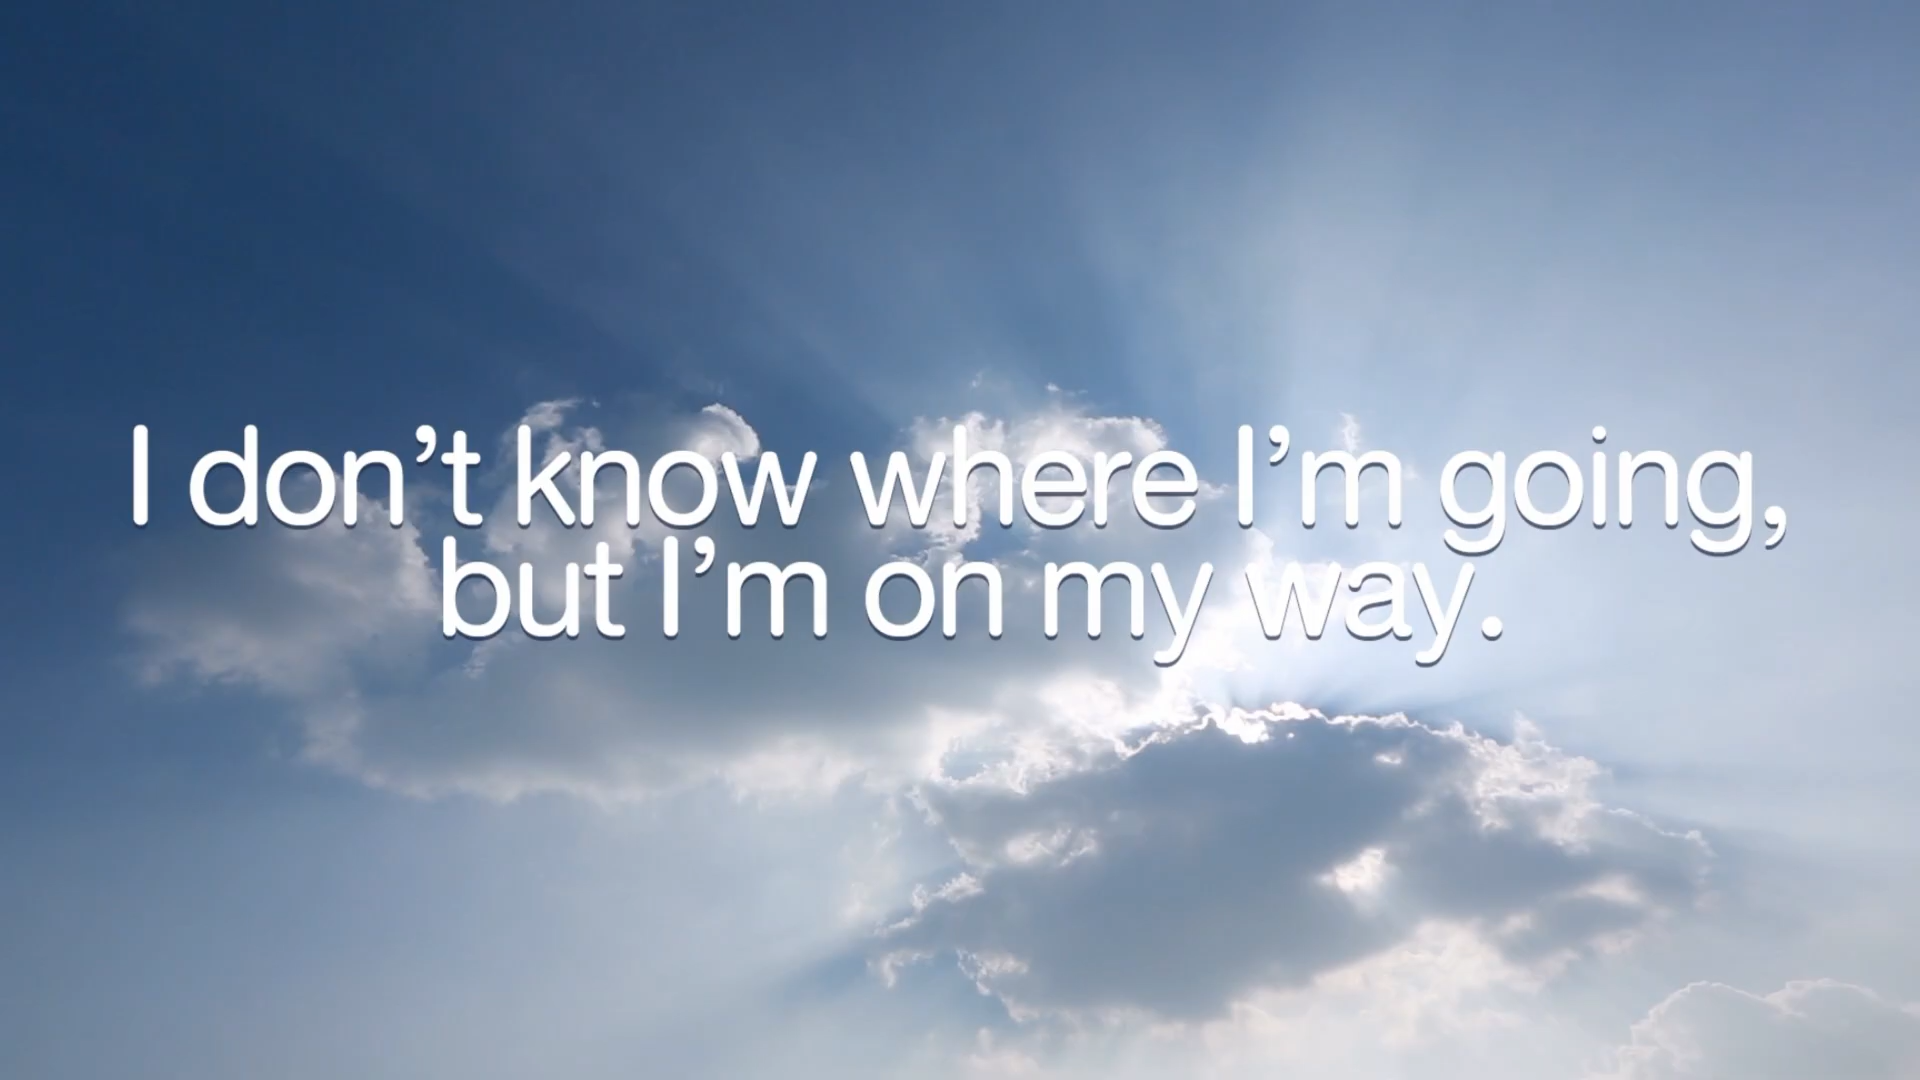 I don’t know where I’m going,
but I’m on my way.